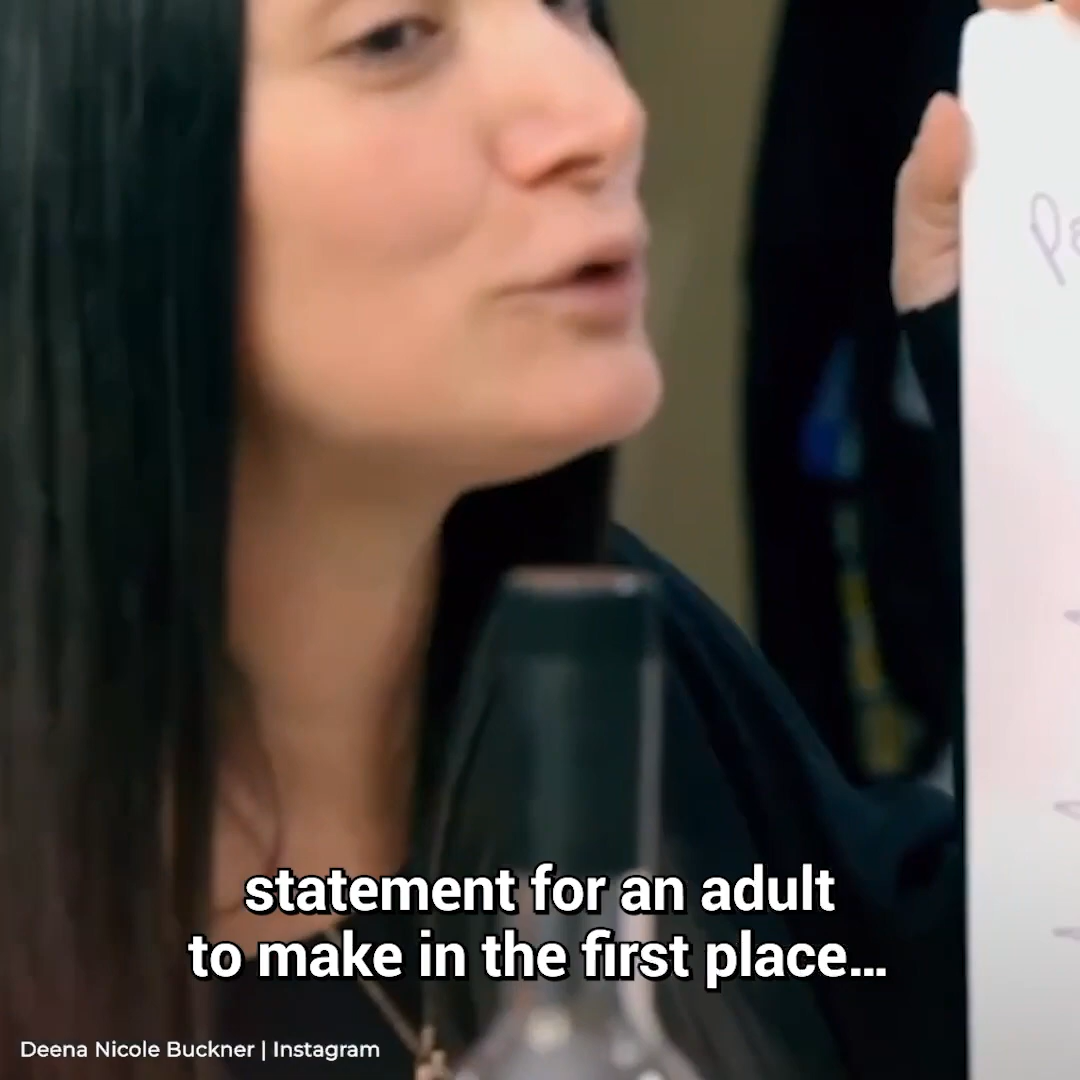 statement for an adult
to make in the first place...
Deena Nicole Buckner | Instagram